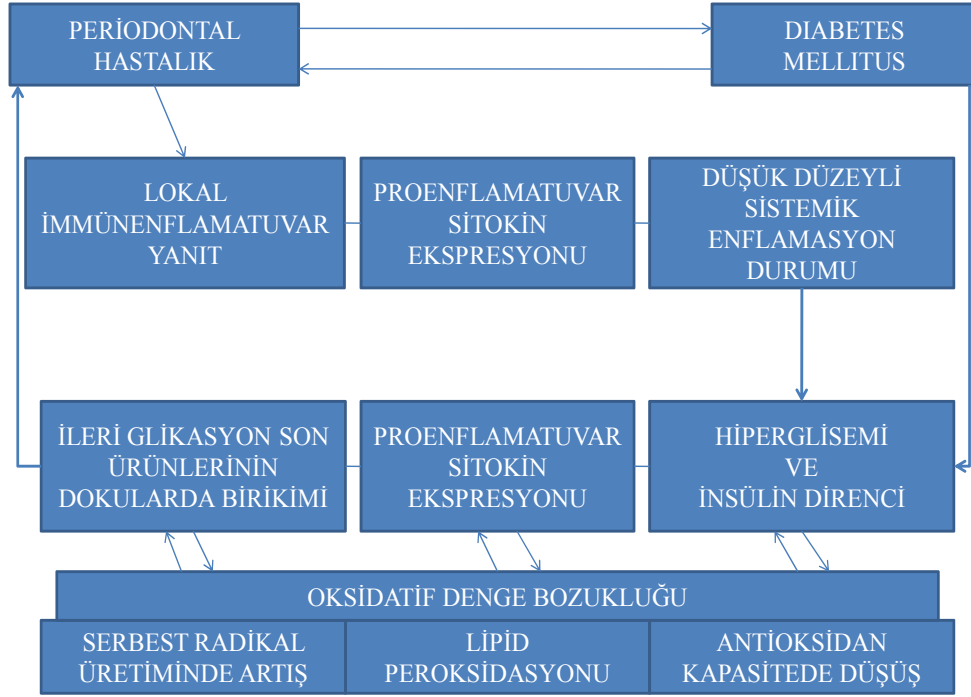 PERİODONTAL
HASTALIK
DIABETES
MELLITUS
LOKAL
İMMÜNENFLAMATUVAR
YANIT
PROENFLAMATUVAR
SİTOKİN
EKSPRESYONU
DÜŞÜK DÜZEYLİ
SİSTEMİK
ENFLAMASYON
DURUMU
İLERİ GLİKASYON SON
ÜRÜNLERİNİN
DOKULARDA BİRİKİMİ
PROENFLAMATUVAR
SİTOKİN
EKSPRESYONU
HİPERGLİSEMİ
VE
İNSÜLİN DİRENCİ
OKSİDATİF DENGE BOZUKLUĞU
SERBEST RADİKAL
ÜRETİMİNDE ARTIŞ
LİPİD
PEROKSİDASYONU
ANTİOKSİDAN
KAPASİTEDE DÜŞÜŞ